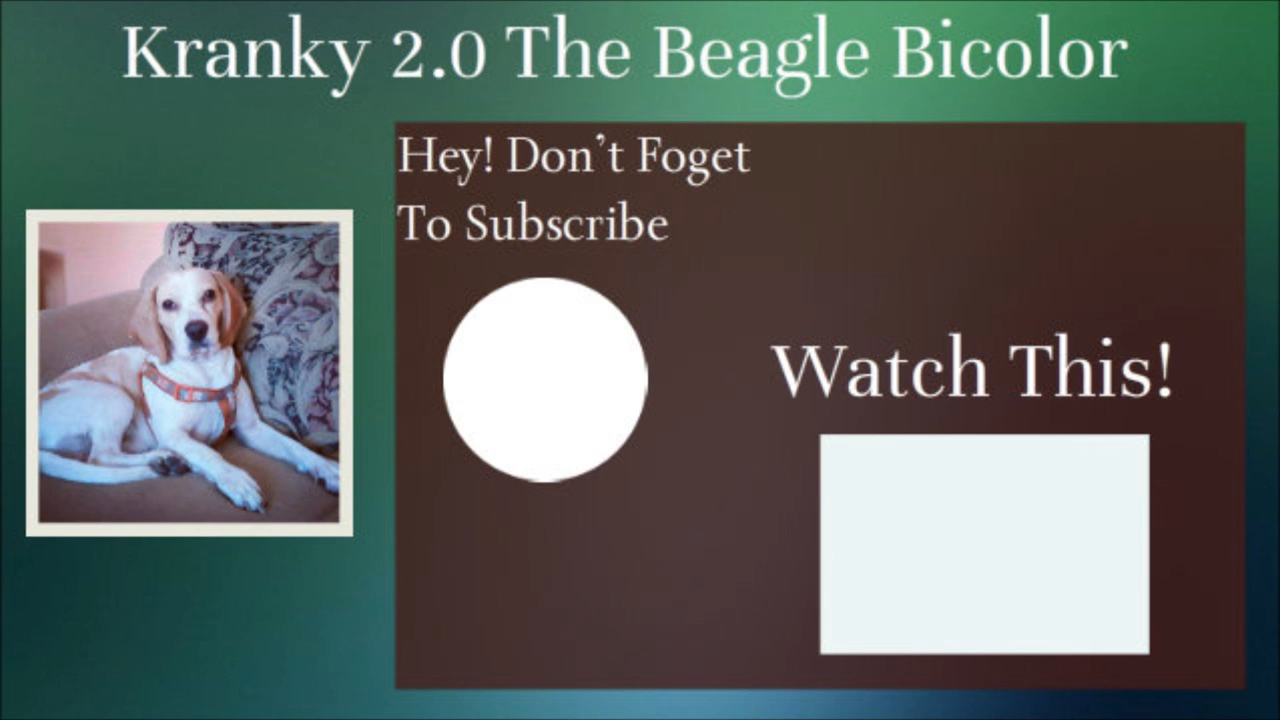 Kranky 2.0 The Beagle Bicolor
Hey! Don’t Foget
To Subscribe
Watch This!